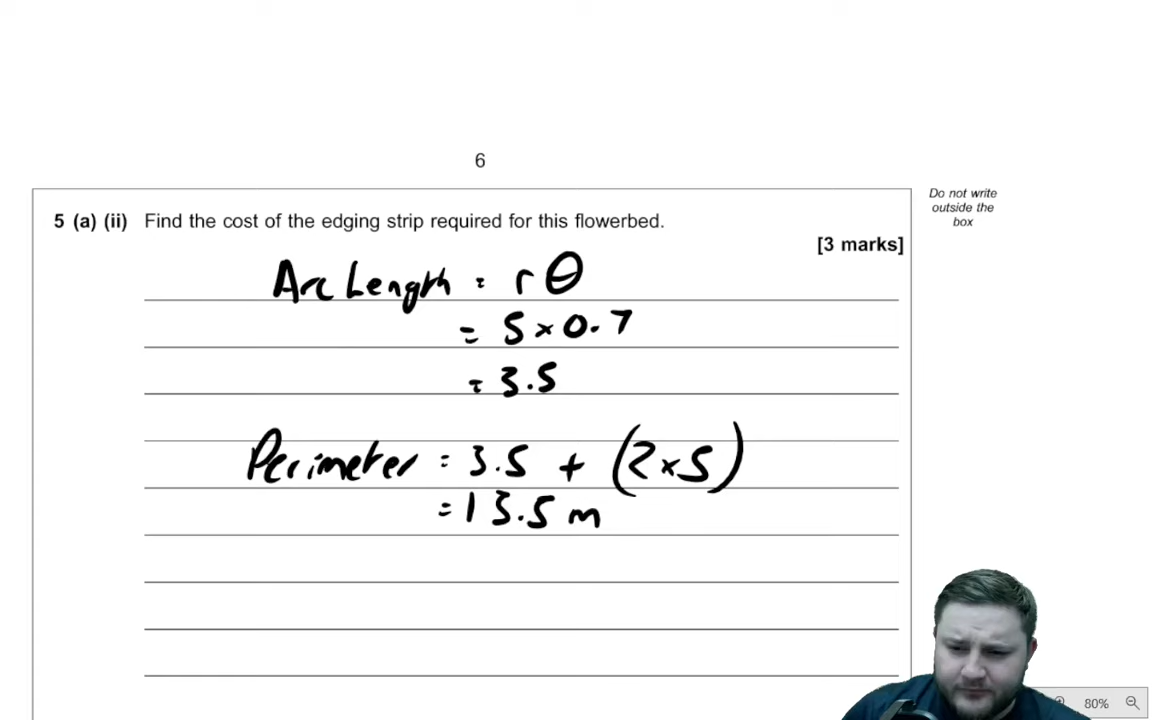 6
Do not write
outside the
box
5 (a) (ii) Find the cost of the edging strip required for this flowerbed.
[3 marks]
Arc Length = rθ
= 5 × 0.7
= 3.5
Perimeter = 3.5 + (2×5)
= 13.5 m
80%